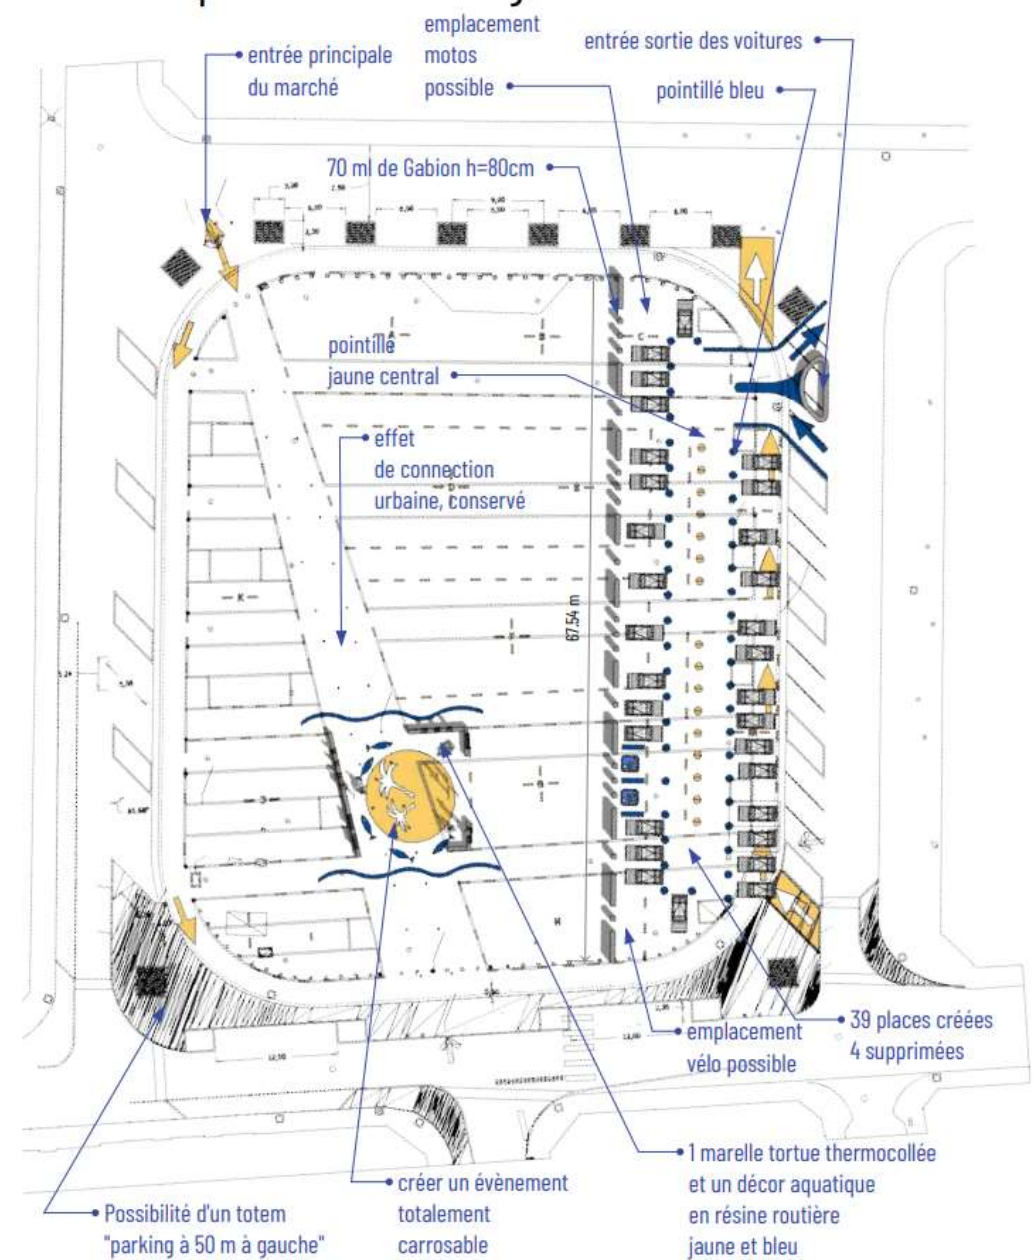 emplacement
motos
possible
entrée sortie des voitures
entrée principale
du marché
pointillé bleu
70 ml de Gabion h=80cm
pointillé
jaune central
effet
de connection
urbaine, conservé
67.54 m
39 places créées
4 supprimées
emplacement
vélo possible
1 marelle tortue thermocollée
et un décor aquatique
en résine routière
jaune et bleu
créer un évènement
totalement
carrosable
Possibilité d'un totem
"parking à 50 m à gauche"